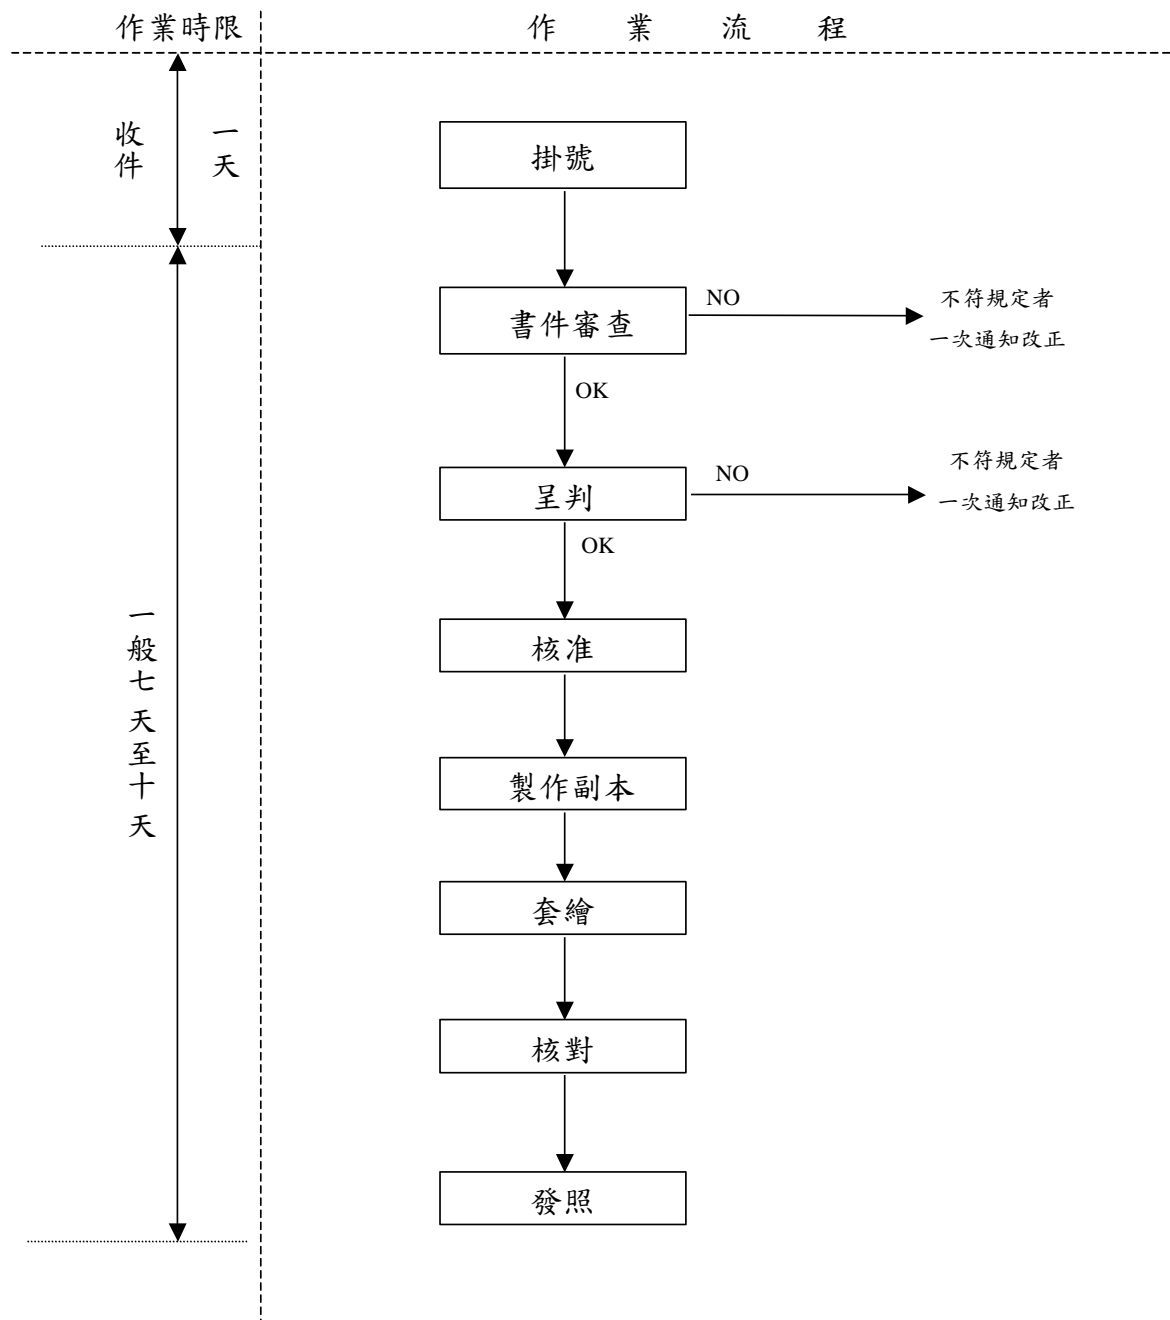 作業時限
作業流程
收件
一天
掛號
書件審查
NO
不符規定者
一次通知改正
OK
呈判
NO
不符規定者
一次通知改正
OK
核准
一般七天至十天
製作副本
套繪
核對
發照